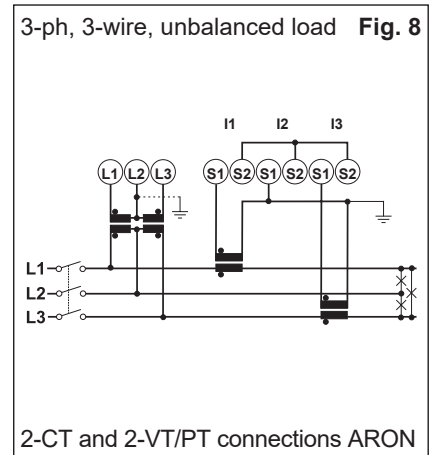 3-ph, 3-wire, unbalanced load Fig. 8
I1 I2 I3
L1 L2 L3 S1 S2 S1 S2 S1 S2
L1
L2
L3
2-CT and 2-VT/PT connections ARON